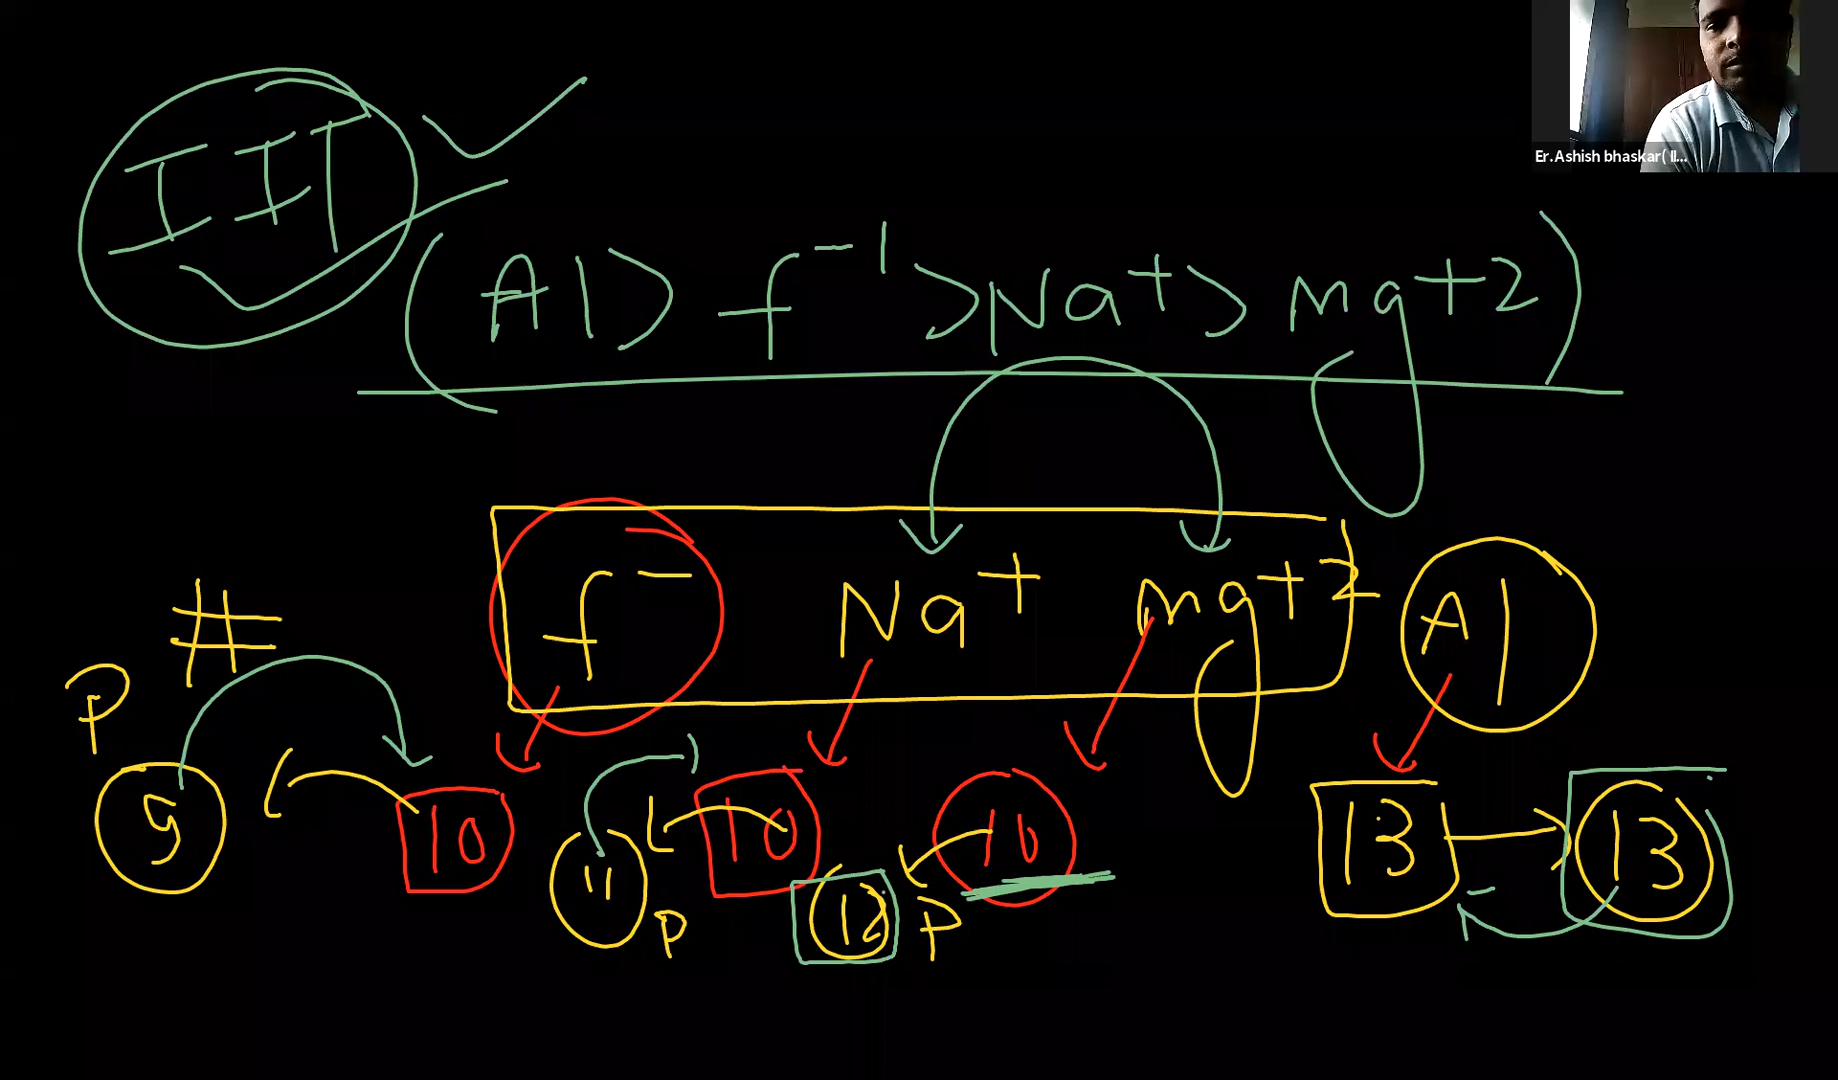 IIT
Er.Ashish bhaskar( II...
(Al > f⁻¹ > Na⁺ > mg+2)
# f⁻ Na⁺ mg+2 Al
P
9 10 11 10 10 13 13
P 12 P